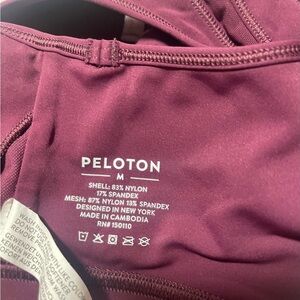 PELOTON
M
SHELL: 83% NYLON
17% SPANDEX
MESH: 87% NYLON 13% SPANDEX
DESIGNED IN NEW YORK
MADE IN CAMBODIA
RN# 150110